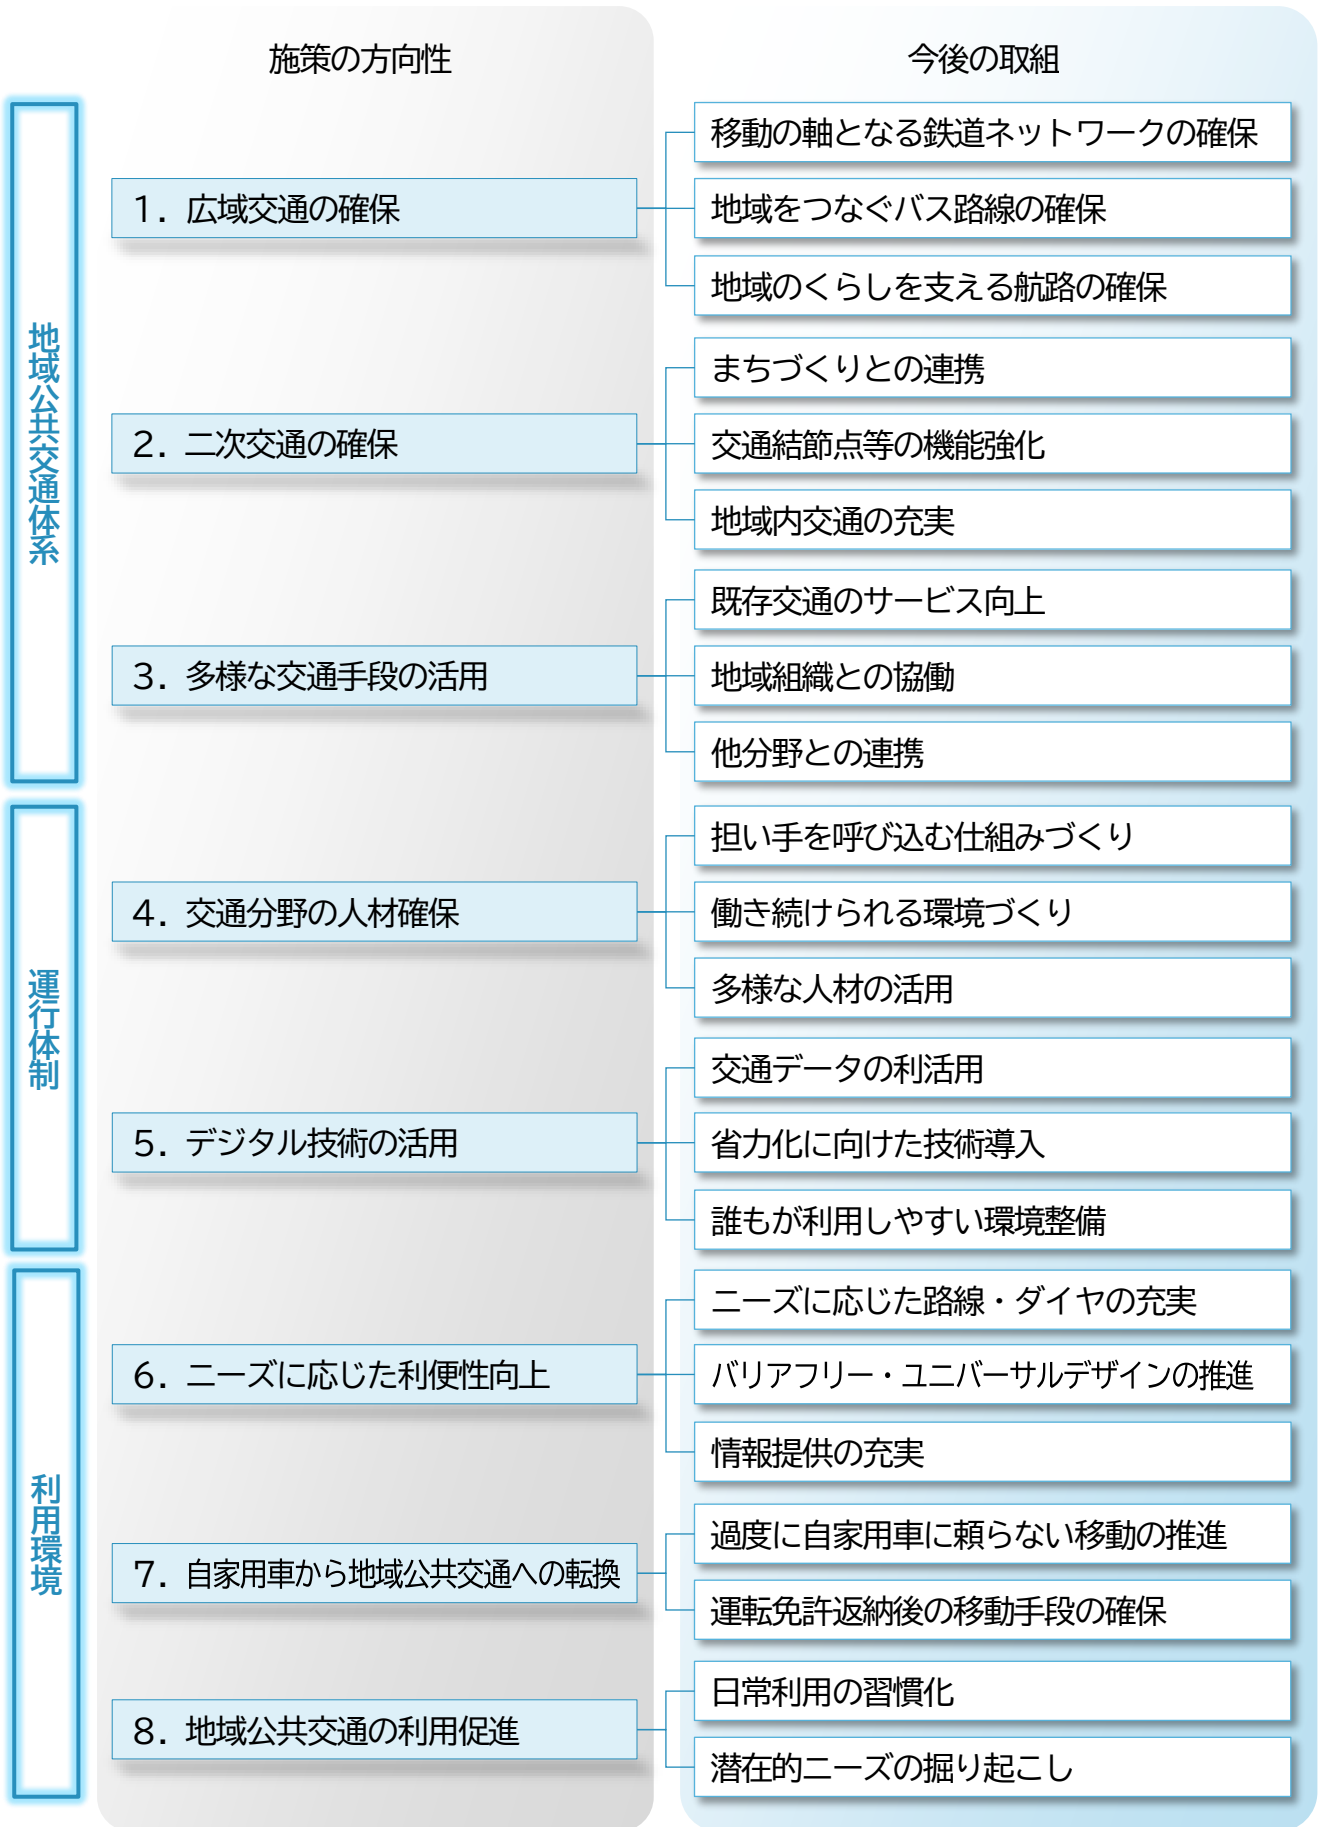 施策の方向性
今後の取組
地域公共交通体系
1. 広域交通の確保
移動の軸となる鉄道ネットワークの確保
地域をつなぐバス路線の確保
地域のくらしを支える航路の確保
2. 二次交通の確保
まちづくりとの連携
交通結節点等の機能強化
地域内交通の充実
3. 多様な交通手段の活用
既存交通のサービス向上
地域組織との協働
他分野との連携
運行体制
4. 交通分野の人材確保
担い手を呼び込む仕組みづくり
働き続けられる環境づくり
多様な人材の活用
5. デジタル技術の活用
交通データの利活用
省力化に向けた技術導入
誰もが利用しやすい環境整備
利用環境
6. ニーズに応じた利便性向上
ニーズに応じた路線・ダイヤの充実
バリアフリー・ユニバーサルデザインの推進
情報提供の充実
7. 自家用車から地域公共交通への転換
過度に自家用車に頼らない移動の推進
運転免許返納後の移動手段の確保
8. 地域公共交通の利用促進
日常利用の習慣化
潜在的ニーズの掘り起こし